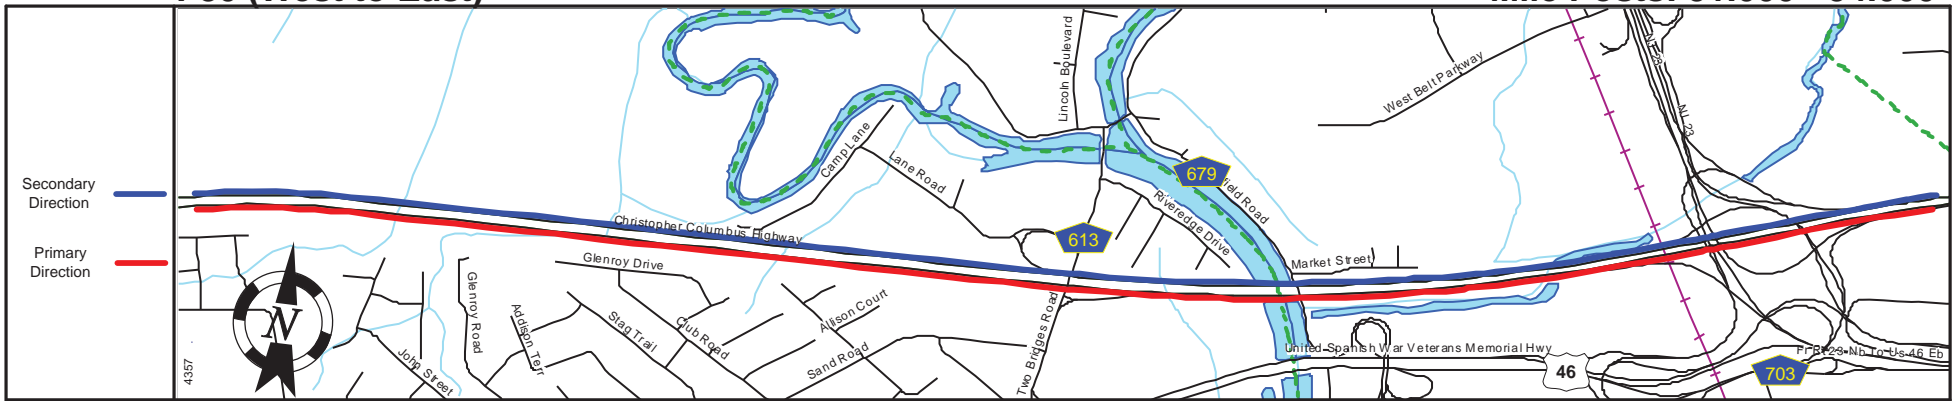 Secondary
Direction
Primary
Direction
Lincoln Boulevard
West Belt Parkway
NJ 23
NJ 23
Camp Lane
Lane Road
679
field Road
Riveredge Drive
Christopher Columbus Highway
613
Market Street
Glenroy Drive
Glenroy Road
Addison Terr
Stag Trail
Club Road
Allison Court
Sand Road
John Street
Two Bridges Road
United Spanish War Veterans Memorial Hwy
46
703
Fr Rt 23-Nb To Us-46 Eb
N
4357